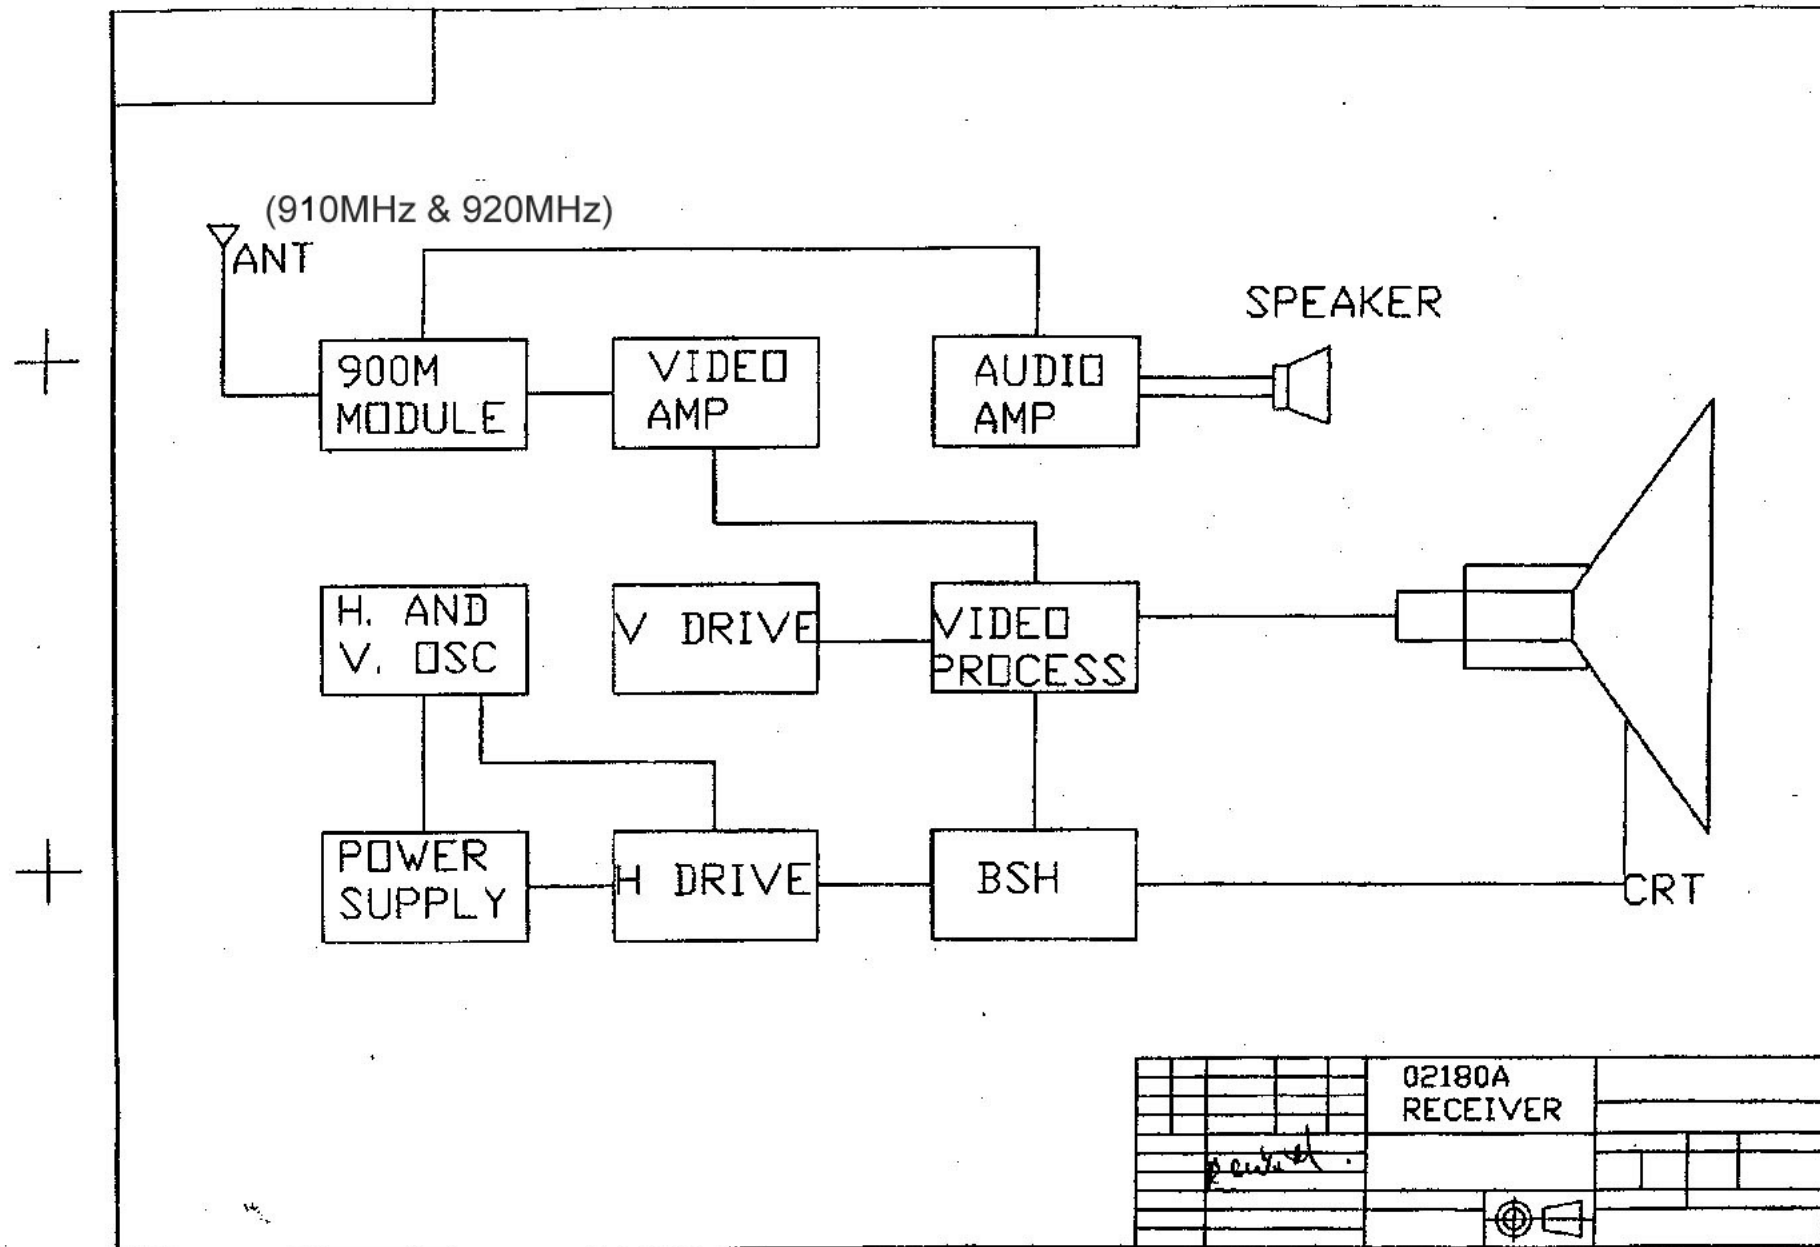 (910MHz & 920MHz)
ANT
SPEAKER
900M
MODULE
VIDEO
AMP
AUDIO
AMP
H. AND
V. OSC
V DRIVE
VIDEO
PROCESS
POWER
SUPPLY
H DRIVE
BSH
CRT
02180A
RECEIVER